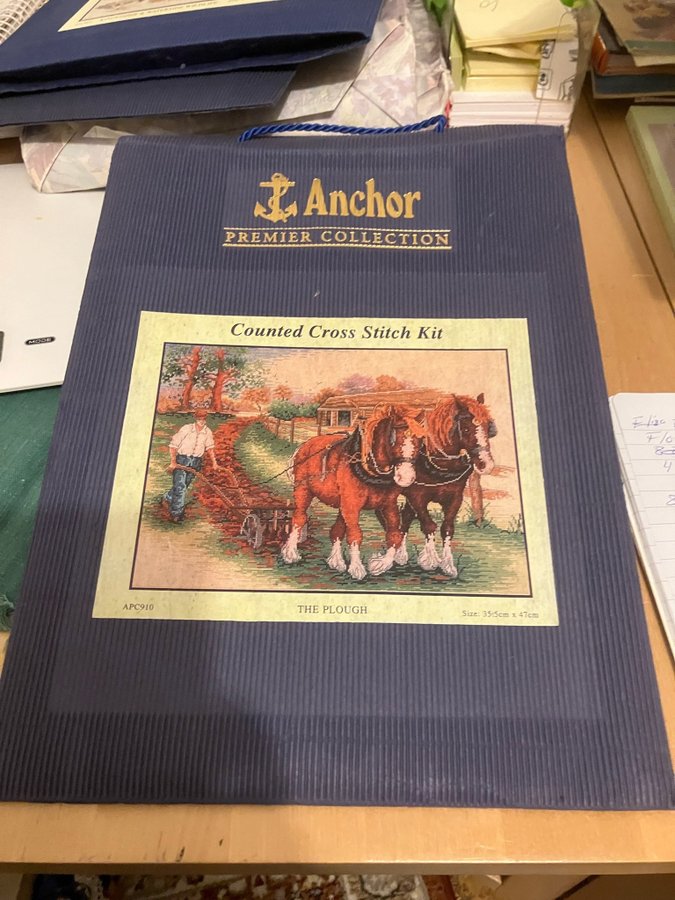 Anchor
PREMIER COLLECTION
Counted Cross Stitch Kit
APC910
THE PLOUGH
Size: 35.5cm x 47cm
MODE